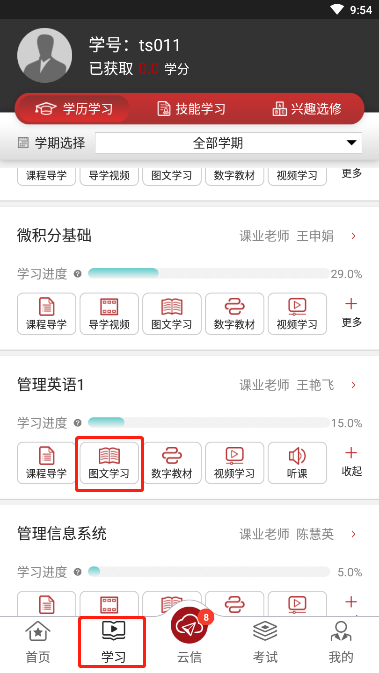 9:54
学号：ts011
已获取 0.0 学分
学历学习 技能学习 兴趣选修
学期选择 全部学期
课程导学 导学视频 图文学习 数字教材 视频学习 更多
微积分基础 课业老师 王申娟
学习进度 ? 29.0%
课程导学 导学视频 图文学习 数字教材 视频学习 更多
管理英语1 课业老师 王艳飞
学习进度 ? 15.0%
课程导学 图文学习 数字教材 视频学习 听课 收起
管理信息系统 课业老师 陈慧英
学习进度 ? 5.0%
8
首页 学习 云信 考试 我的